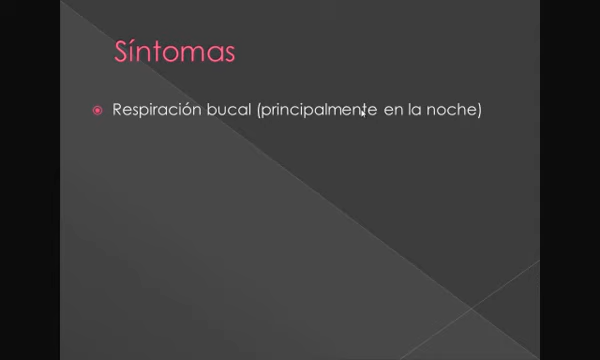 Síntomas
Respiración bucal (principalmente en la noche)